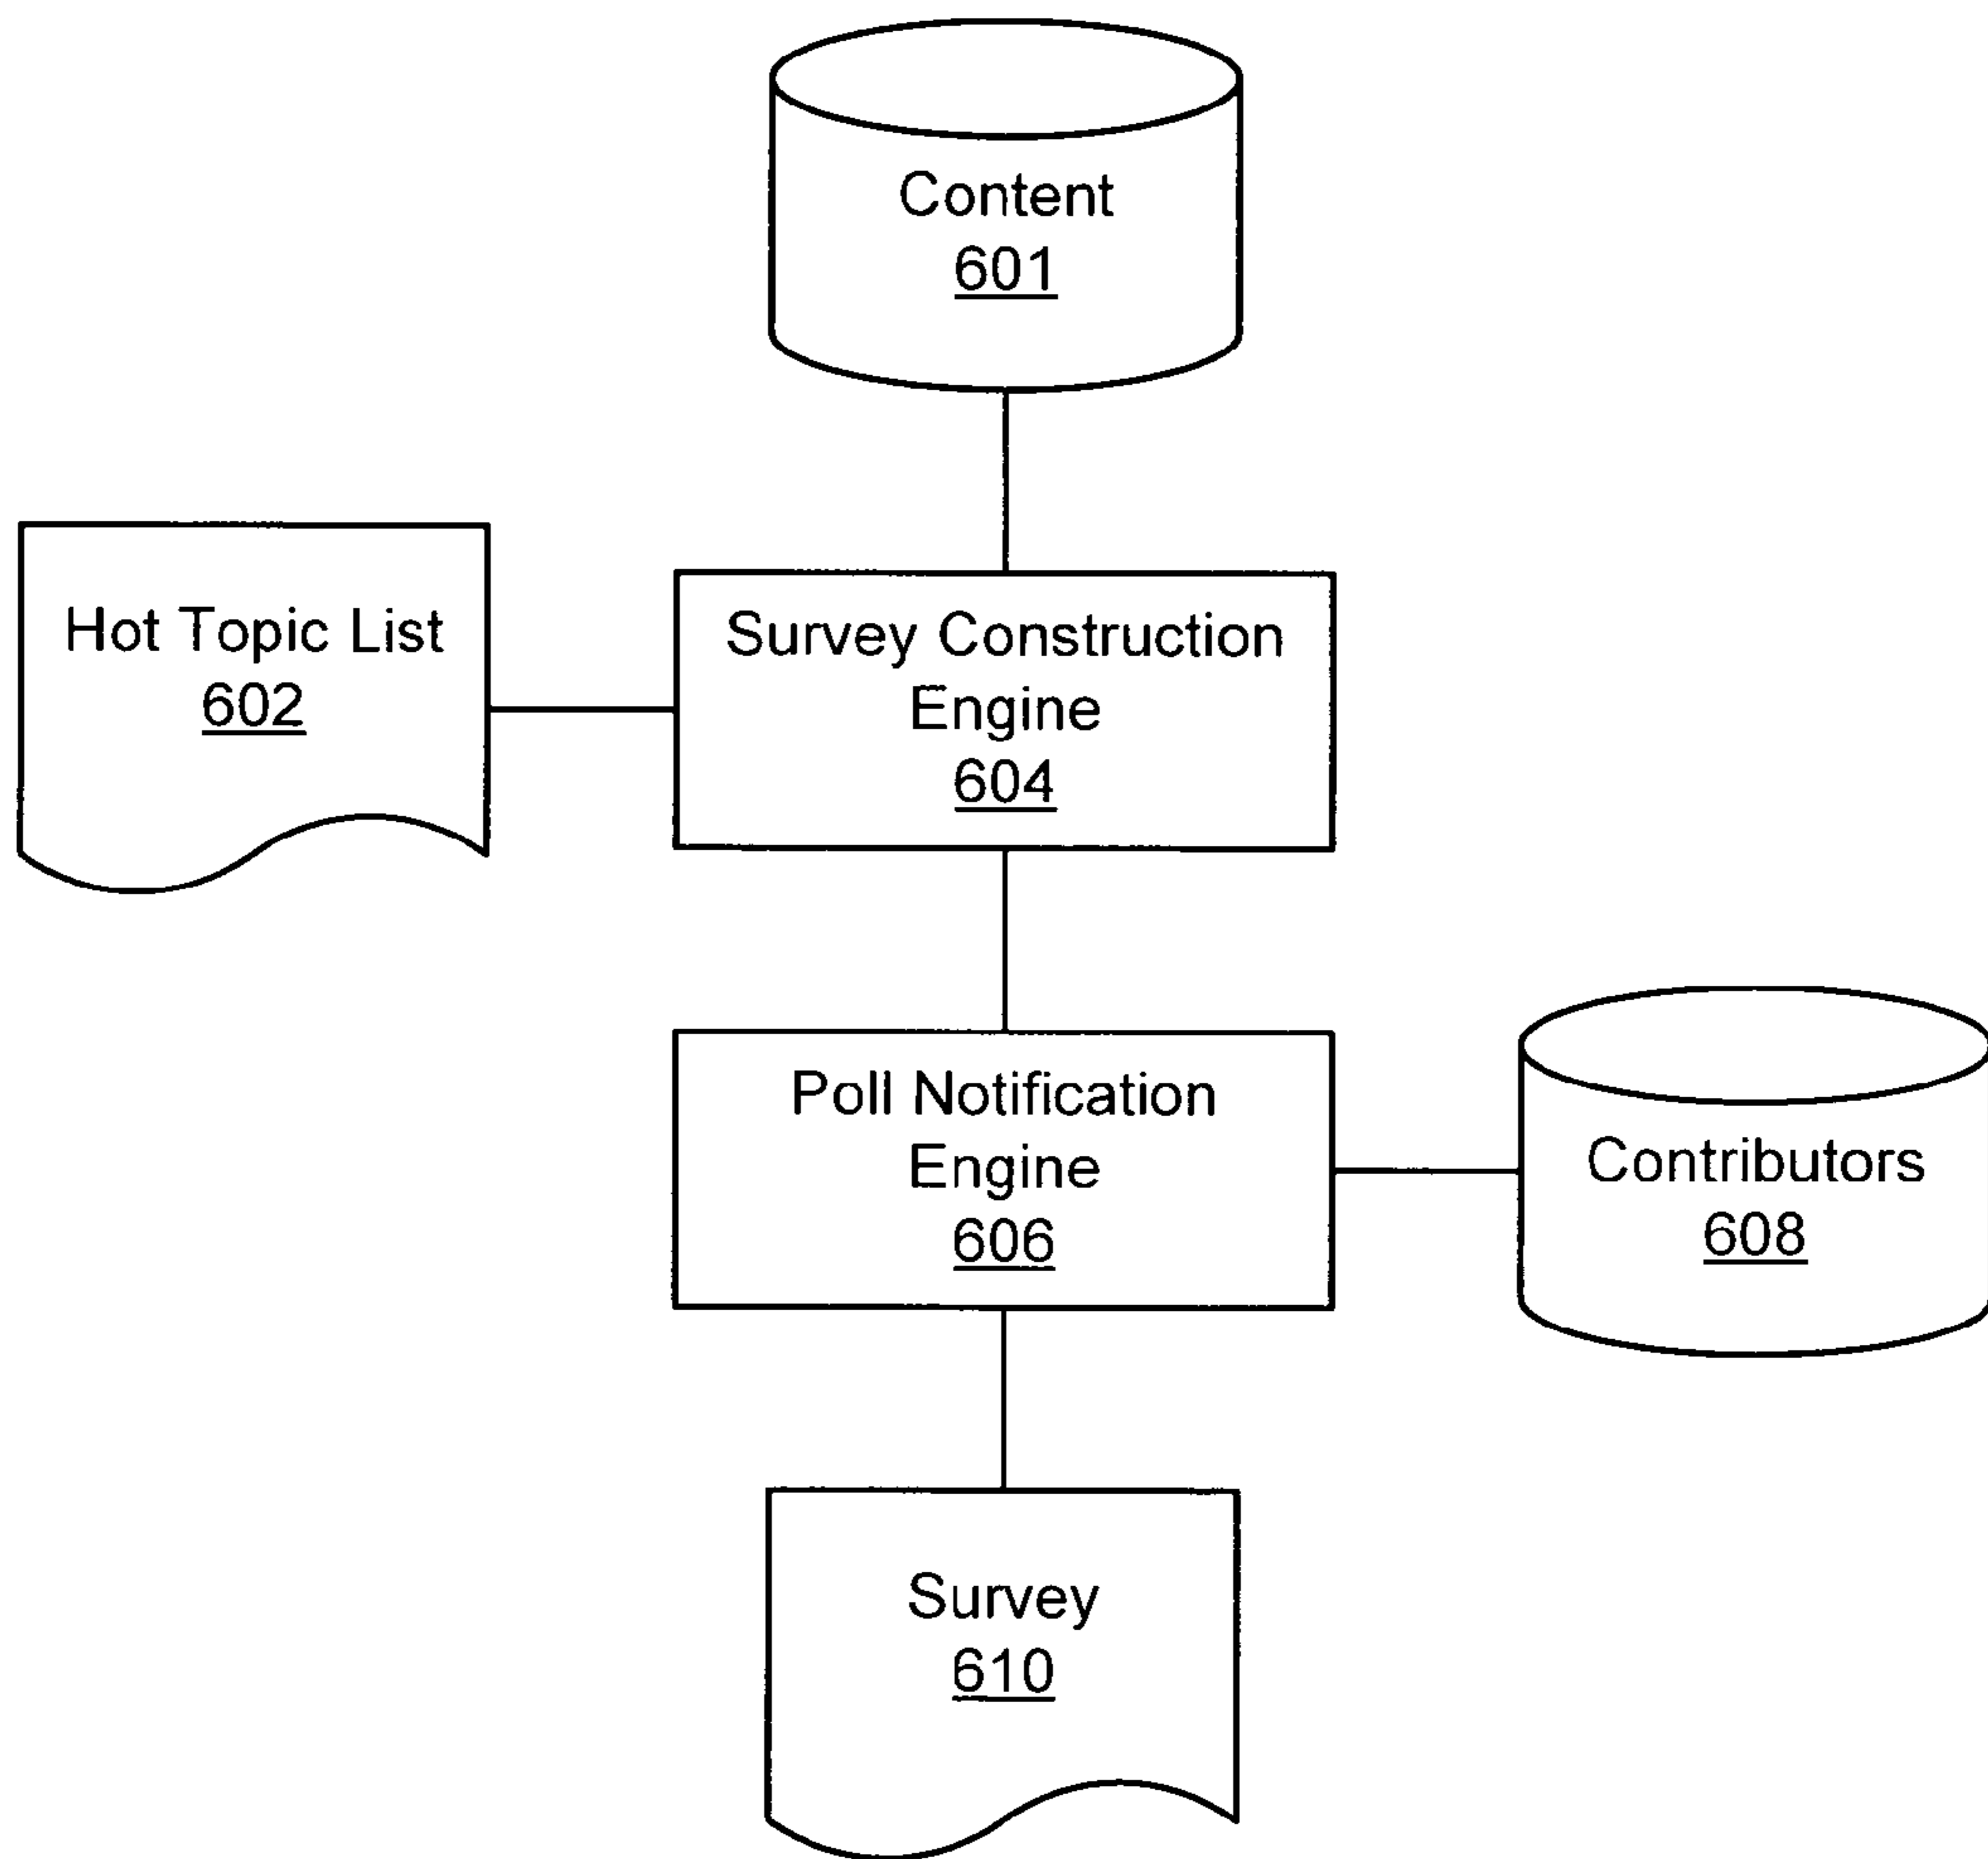 Content
601
Hot Topic List
602
Survey Construction
Engine
604
Poll Notification
Engine
606
Contributors
608
Survey
610